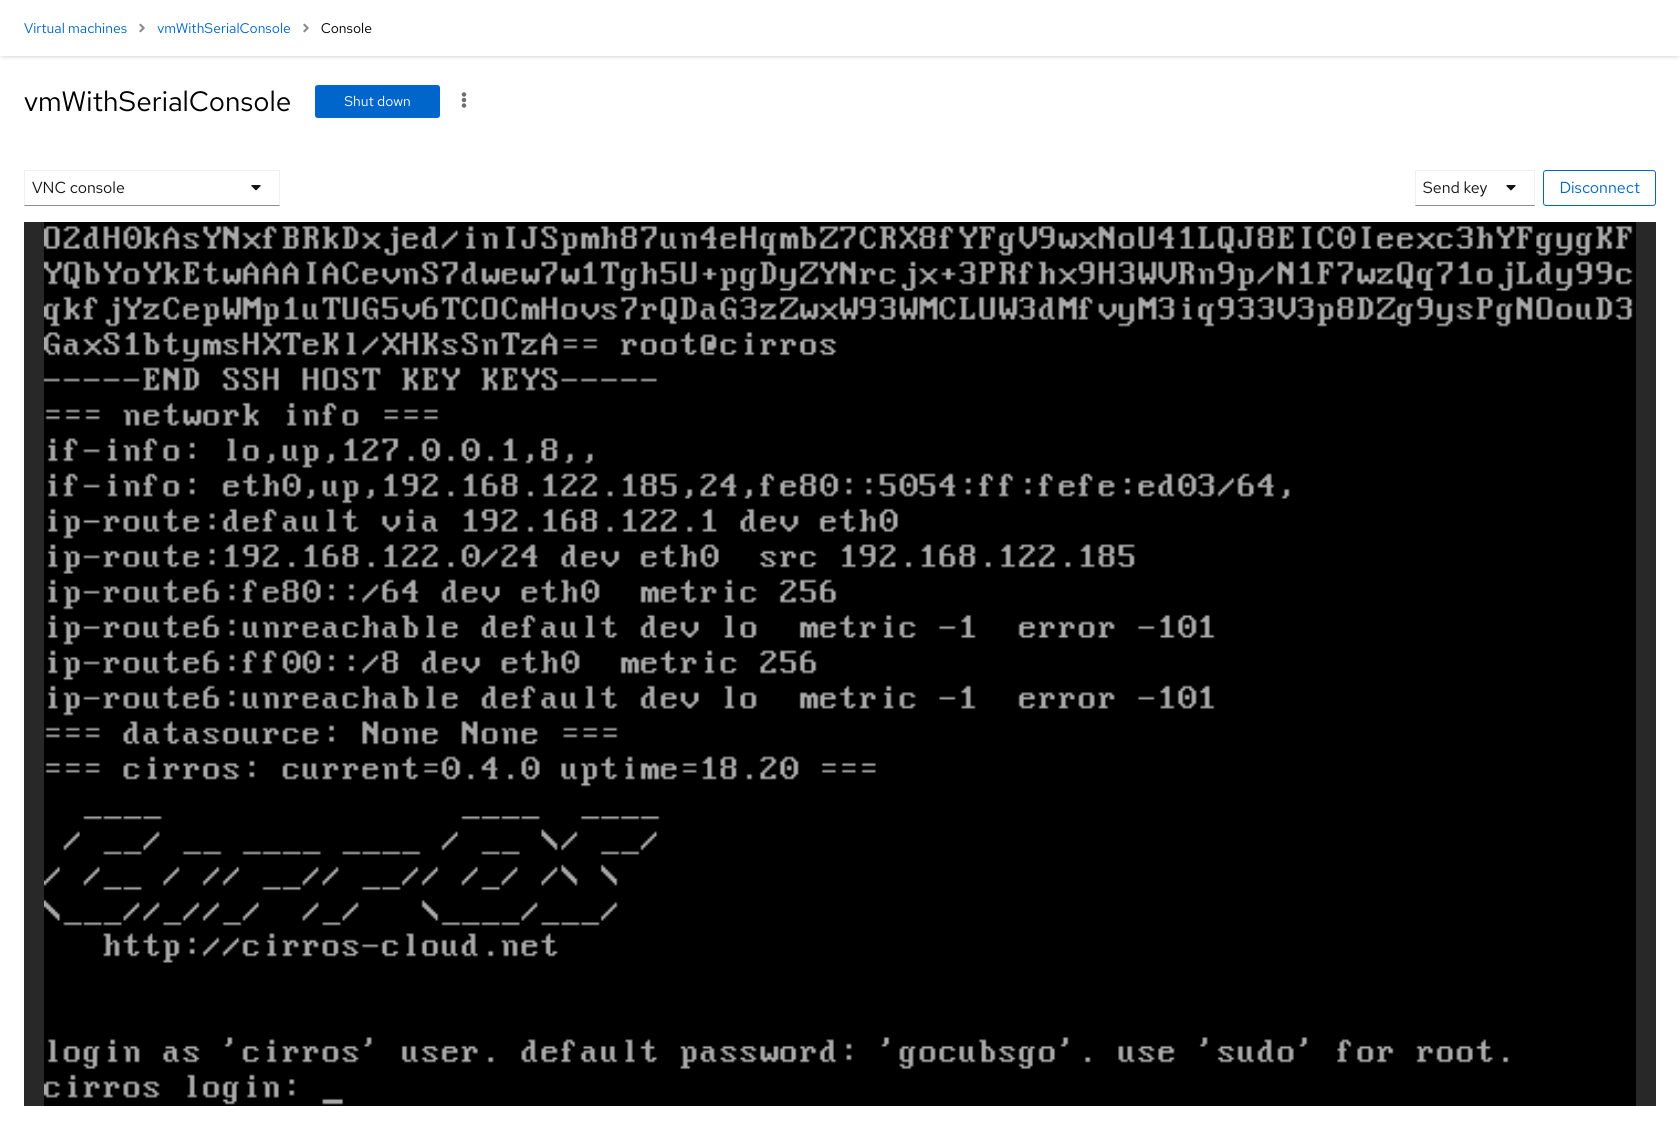 Virtual machines > vmWithSerialConsole > Console
vmWithSerialConsole Shut down
VNC console Send key Disconnect
O2dH0kAsYNxfBRkDxjed/inIJSpmh87un4eHqmbZ7CRX8fYFgV9wxNoU41LQJ8EIC0Ieexc3hYFgygKF
YQbYoYkEtwAAAIACevnS7dwew7w1Tgh5U+pgDyZYNrcjx+3PRfhx9H3WVRn9p/N1F7wzQq71ojLdy99c
qkfjYzCepWMp1uTUG5v6TCOCmHovs7rQDaG3zZwxW93WMCLUW3dMfvyM3iq933V3p8DZg9ysPgNOouD3
GaxS1btymsHXTeKl/XHKsSnTzA== root@cirros
-----END SSH HOST KEY KEYS-----
=== network info ===
if-info: lo,up,127.0.0.1,8,,
if-info: eth0,up,192.168.122.185,24,fe80::5054:ff:fefe:ed03/64,
ip-route:default via 192.168.122.1 dev eth0
ip-route:192.168.122.0/24 dev eth0  src 192.168.122.185
ip-route6:fe80::/64 dev eth0  metric 256
ip-route6:unreachable default dev lo  metric -1  error -101
ip-route6:ff00::/8 dev eth0  metric 256
ip-route6:unreachable default dev lo  metric -1  error -101
=== datasource: None None ===
=== cirros: current=0.4.0 uptime=18.20 ===
http://cirros-cloud.net
login as 'cirros' user. default password: 'gocubsgo'. use 'sudo' for root.
cirros login: _